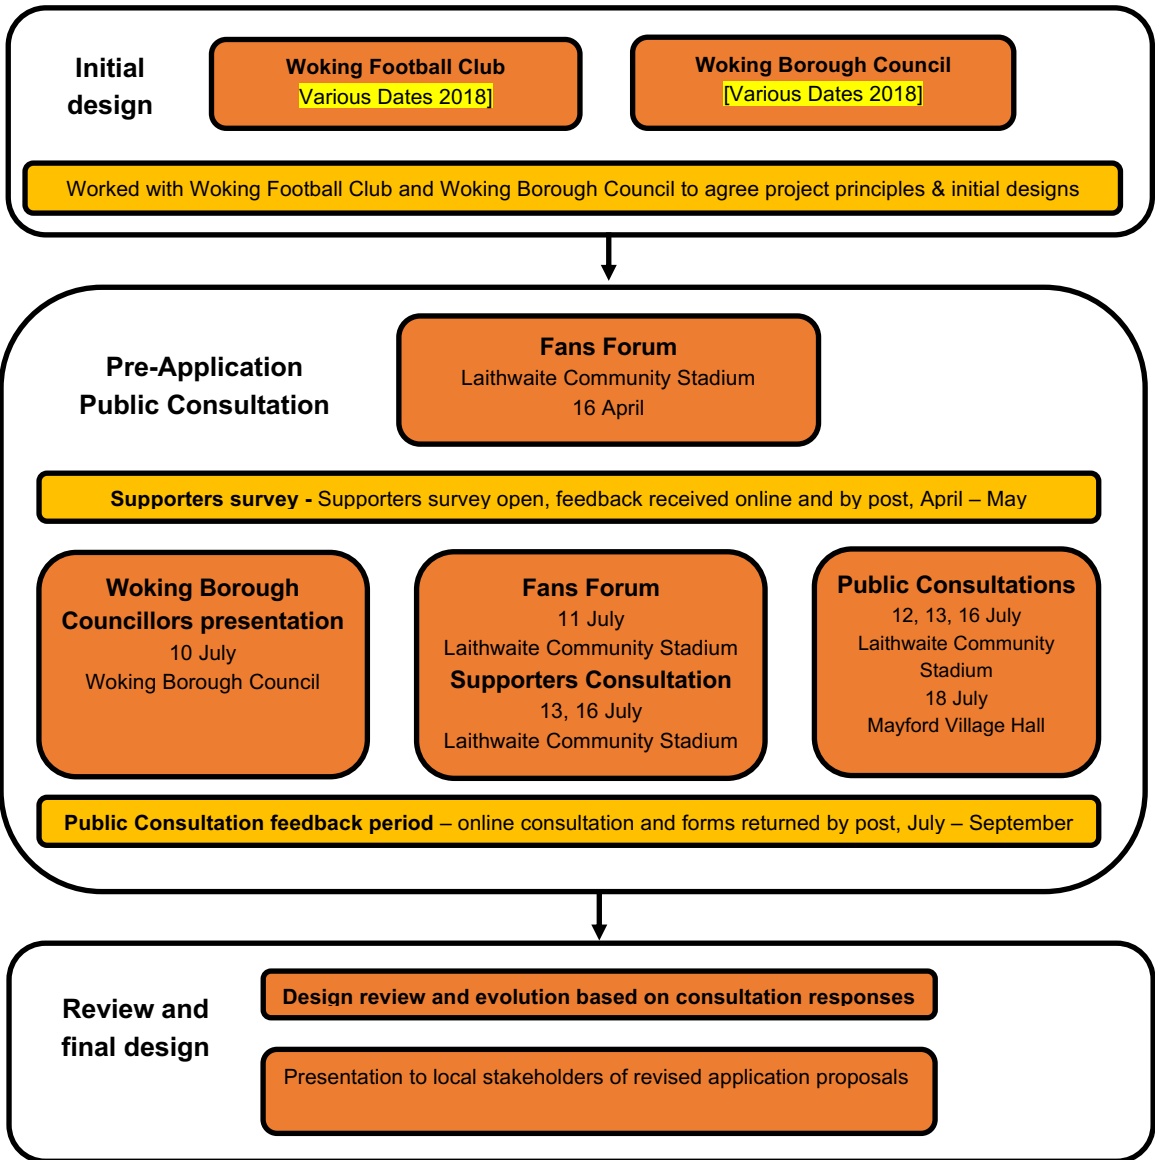 Initial
design
Woking Football Club
Various Dates 2018]
Woking Borough Council
[Various Dates 2018]
Worked with Woking Football Club and Woking Borough Council to agree project principles & initial designs
Pre-Application
Public Consultation
Fans Forum
Laithwaite Community Stadium
16 April
Supporters survey - Supporters survey open, feedback received online and by post, April – May
Woking Borough
Councillors presentation
10 July
Woking Borough Council
Fans Forum
11 July
Laithwaite Community Stadium
Supporters Consultation
13, 16 July
Laithwaite Community Stadium
Public Consultations
12, 13, 16 July
Laithwaite Community
Stadium
18 July
Mayford Village Hall
Public Consultation feedback period – online consultation and forms returned by post, July – September
Review and
final design
Design review and evolution based on consultation responses
Presentation to local stakeholders of revised application proposals